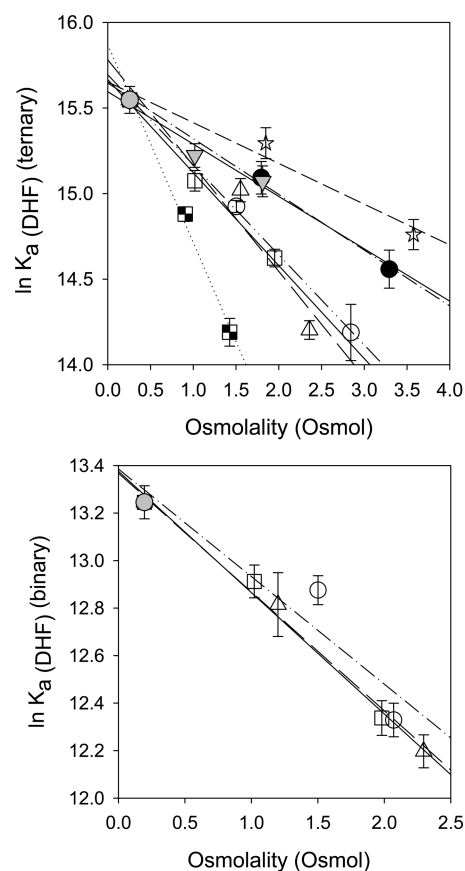 16.0
15.5
15.0
14.5
14.0
ln Ka (DHF) (ternary)
0.0 0.5 1.0 1.5 2.0 2.5 3.0 3.5 4.0
Osmolality (Osmol)
13.4
13.2
13.0
12.8
12.6
12.4
12.2
12.0
ln Ka (DHF) (binary)
0.0 0.5 1.0 1.5 2.0 2.5
Osmolality (Osmol)